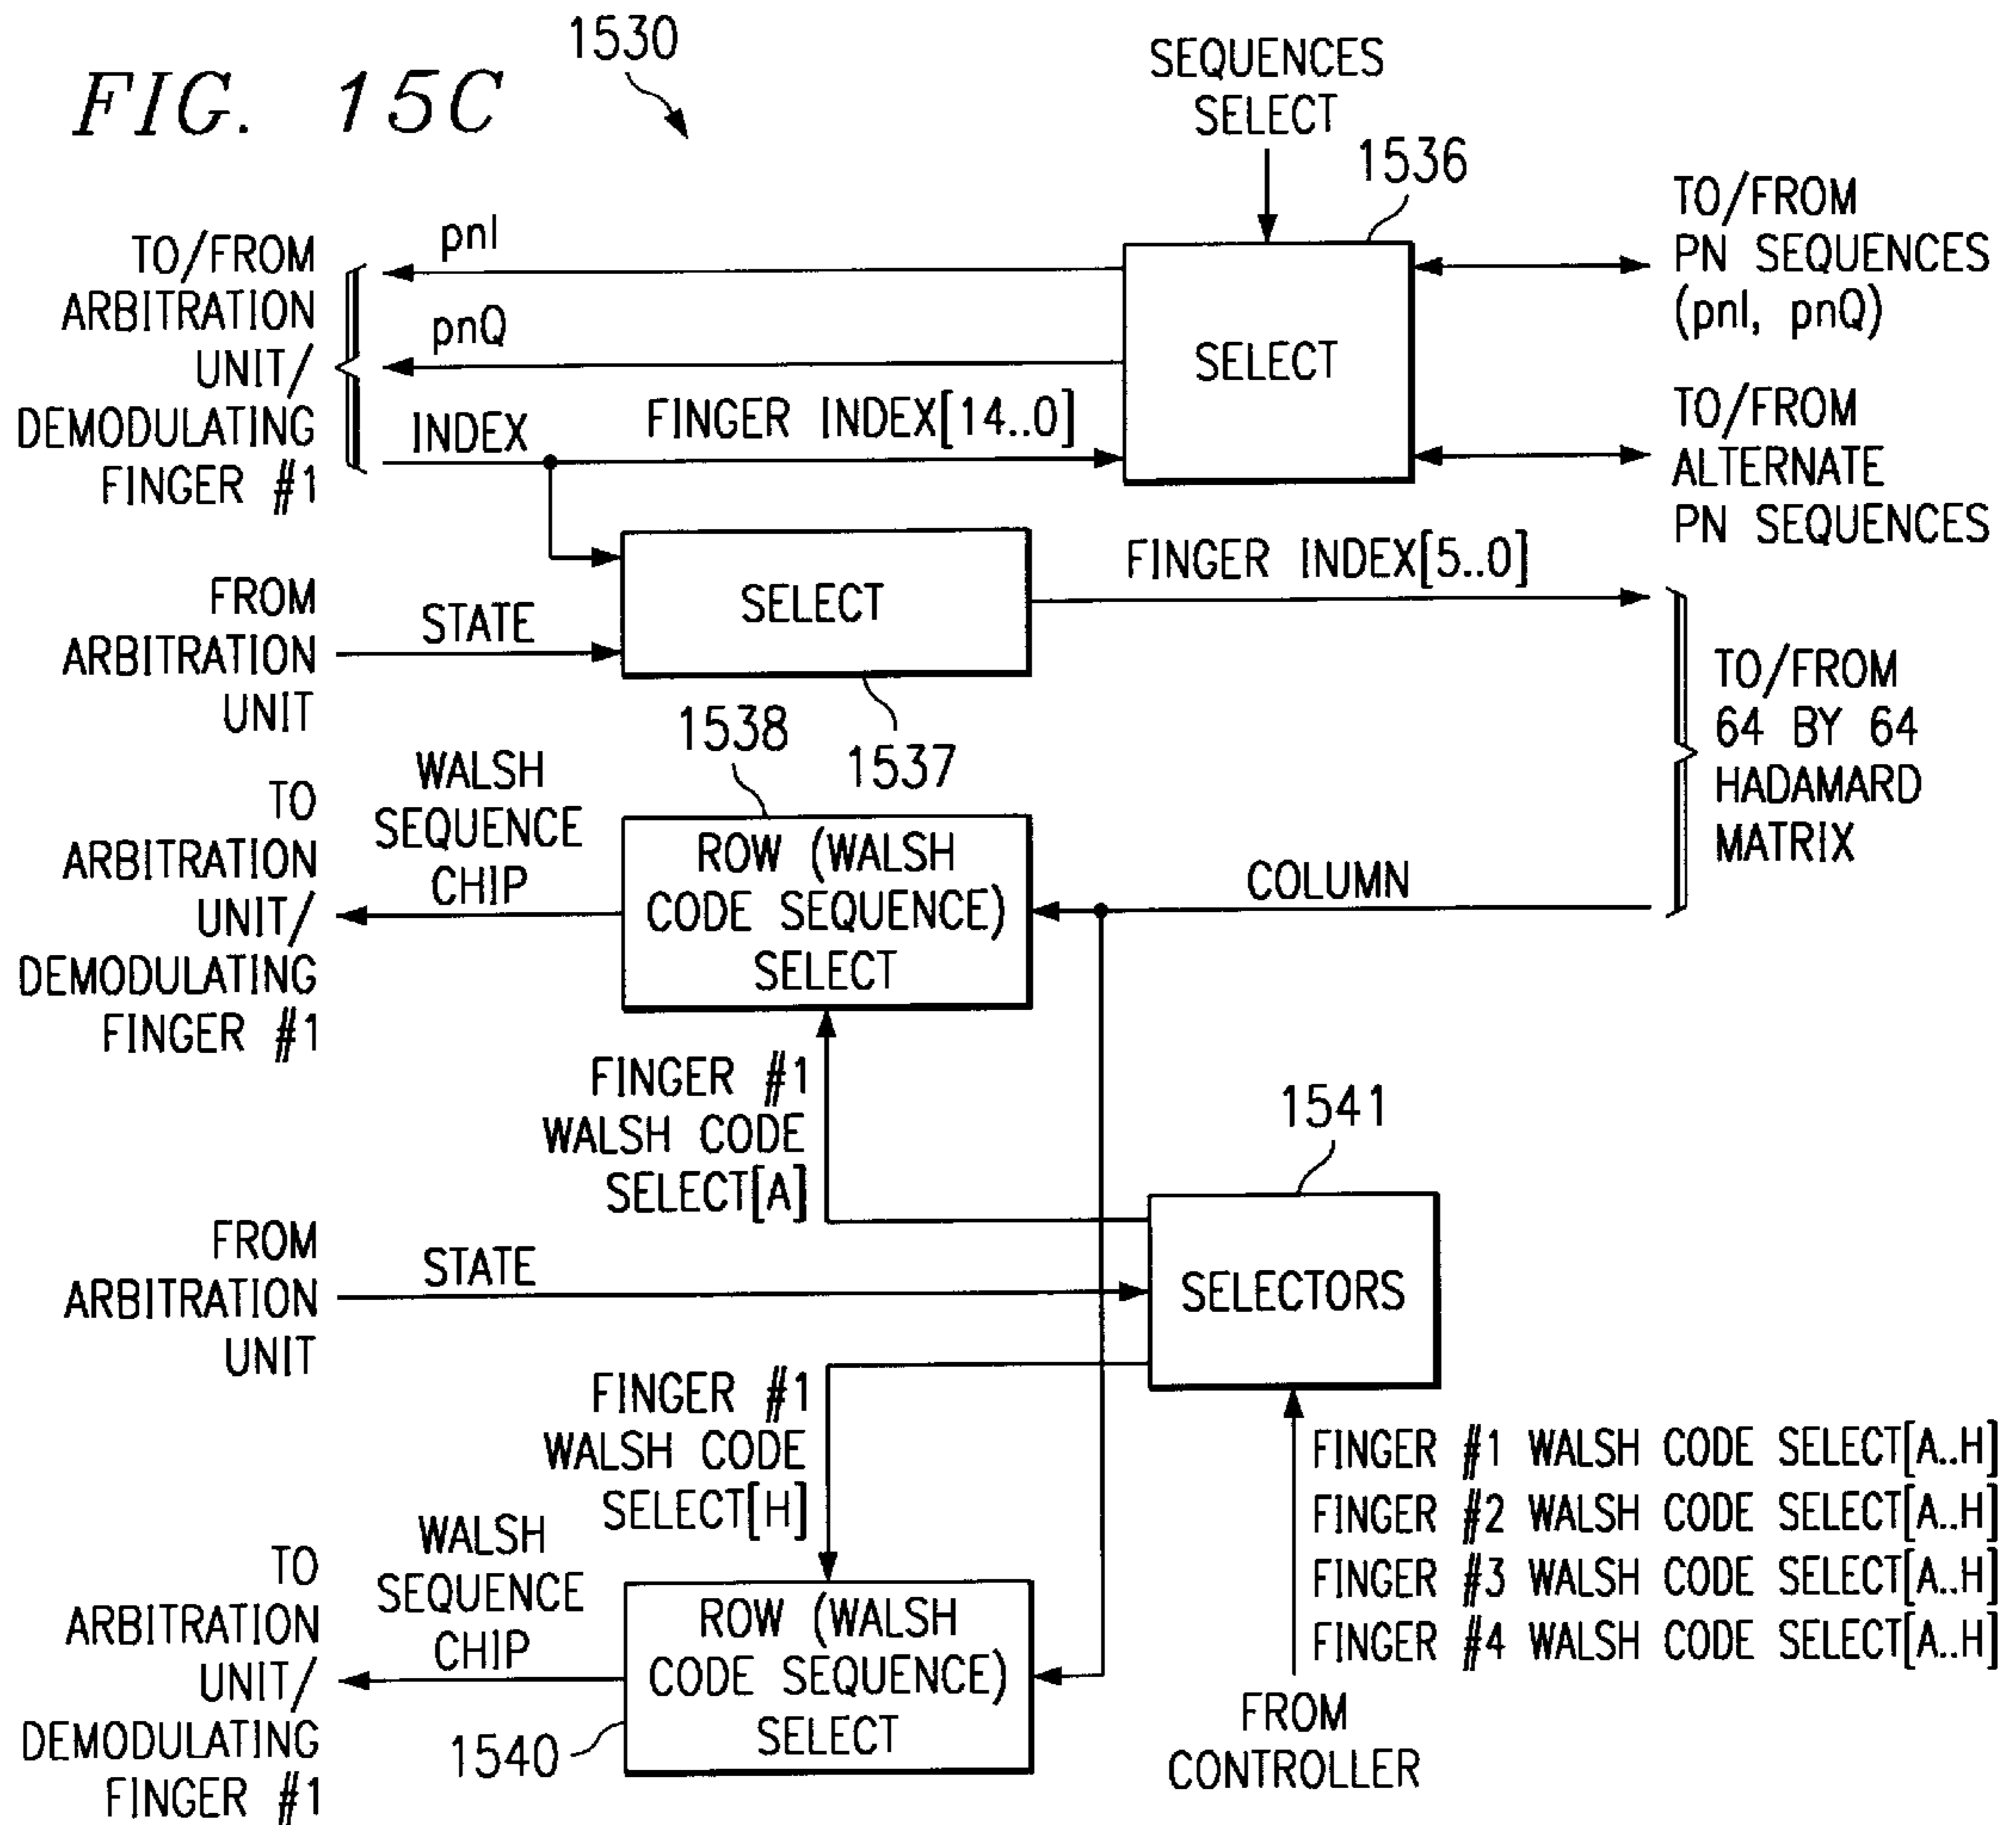 FIG. 15C
1530
SEQUENCES
SELECT
1536
TO/FROM
ARBITRATION
UNIT/
DEMODULATING
FINGER #1
pnI
pnQ
INDEX
FINGER INDEX[14..0]
SELECT
TO/FROM
PN SEQUENCES
(pnI, pnQ)
TO/FROM
ALTERNATE
PN SEQUENCES
FROM
ARBITRATION
UNIT
STATE
SELECT
1537
FINGER INDEX[5..0]
TO/FROM
64 BY 64
HADAMARD
MATRIX
1538
TO
ARBITRATION
UNIT/
DEMODULATING
FINGER #1
WALSH
SEQUENCE
CHIP
ROW (WALSH
CODE SEQUENCE)
SELECT
COLUMN
FINGER #1
WALSH CODE
SELECT[A]
1541
FROM
ARBITRATION
UNIT
STATE
SELECTORS
FINGER #1
WALSH CODE
SELECT[H]
FINGER #1 WALSH CODE SELECT[A..H]
FINGER #2 WALSH CODE SELECT[A..H]
FINGER #3 WALSH CODE SELECT[A..H]
FINGER #4 WALSH CODE SELECT[A..H]
FROM
CONTROLLER
TO
ARBITRATION
UNIT/
DEMODULATING
FINGER #1
WALSH
SEQUENCE
CHIP
ROW (WALSH
CODE SEQUENCE)
SELECT
1540